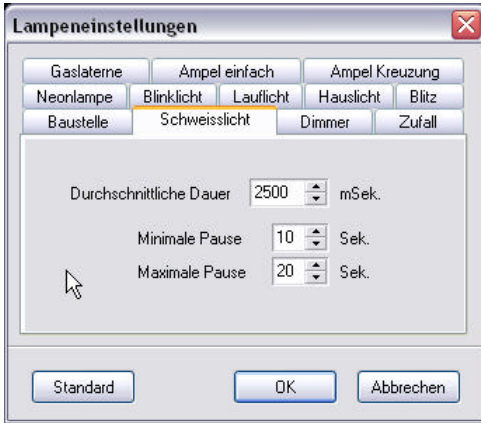 Lampeneinstellungen
Gaslaterne Ampel einfach Ampel Kreuzung
Neonlampe Blinklicht Lauflicht Hauslicht Blitz
Baustelle Schweisslicht Dimmer Zufall
Durchschnittliche Dauer 2500 mSek.
Minimale Pause 10 Sek.
Maximale Pause 20 Sek.
Standard OK Abbrechen